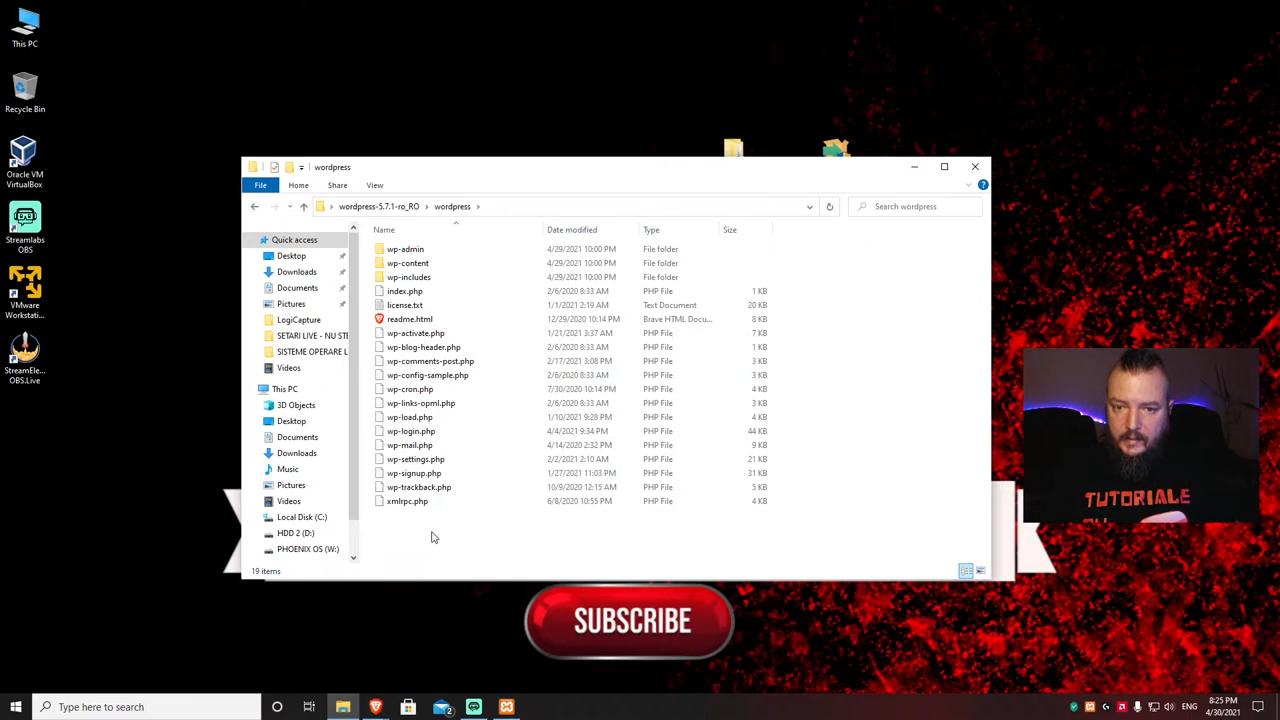 This PC
Recycle Bin
Oracle VM
VirtualBox
Streamlabs
OBS
VMware
Workstati...
StreamEle...
OBS.Live
wordpress
File
Home
Share
View
wordpress-5.7.1-ro_RO
wordpress
Search wordpress
Quick access
Desktop
Downloads
Documents
Pictures
LogiCapture
SETARI LIVE - NU STE
SISTEME OPERARE L
Videos
This PC
3D Objects
Desktop
Documents
Downloads
Music
Pictures
Videos
Local Disk (C:)
HDD 2 (D:)
PHOENIX OS (W:)
Name Date modified Type Size
wp-admin 4/29/2021 10:00 PM File folder
wp-content 4/29/2021 10:00 PM File folder
wp-includes 4/29/2021 10:00 PM File folder
index.php 2/6/2020 8:33 AM PHP File 1 KB
license.txt 1/1/2021 2:19 AM Text Document 20 KB
readme.html 12/29/2020 10:14 PM Brave HTML Docu... 8 KB
wp-activate.php 1/21/2021 3:37 AM PHP File 7 KB
wp-blog-header.php 2/6/2020 8:33 AM PHP File 1 KB
wp-comments-post.php 2/17/2021 3:08 PM PHP File 3 KB
wp-config-sample.php 2/6/2020 8:33 AM PHP File 3 KB
wp-cron.php 7/30/2020 10:14 PM PHP File 4 KB
wp-links-opml.php 2/6/2020 8:33 AM PHP File 3 KB
wp-load.php 1/10/2021 9:28 PM PHP File 4 KB
wp-login.php 4/4/2021 9:34 PM PHP File 44 KB
wp-mail.php 4/14/2020 2:32 PM PHP File 9 KB
wp-settings.php 2/2/2021 2:10 AM PHP File 21 KB
wp-signup.php 1/27/2021 11:03 PM PHP File 31 KB
wp-trackback.php 10/9/2020 12:15 AM PHP File 5 KB
xmlrpc.php 6/8/2020 10:55 PM PHP File 4 KB
19 items
TUTORIALE
SUBSCRIBE
Type here to search
2
ENG
8:25 PM
4/30/2021